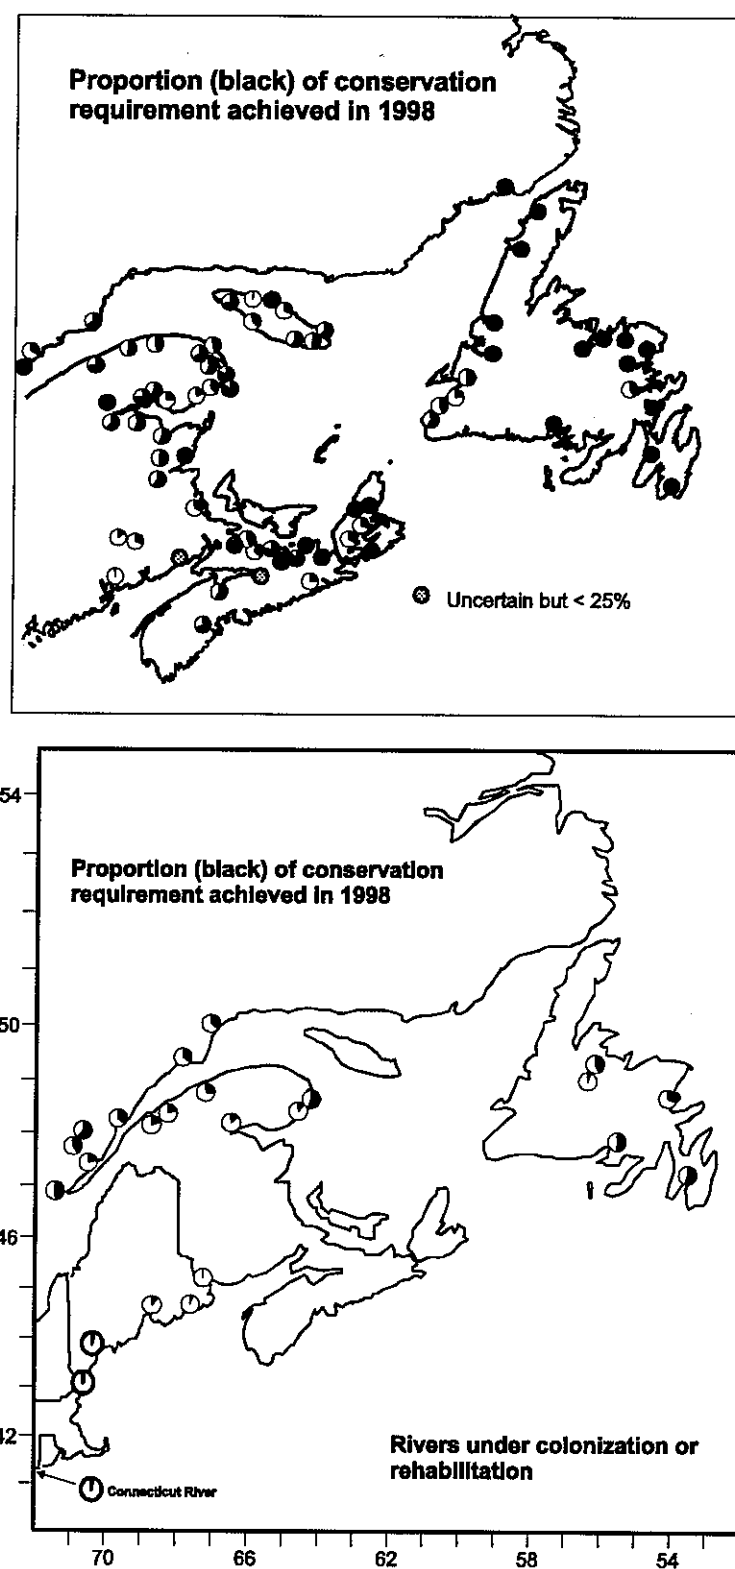 Proportion (black) of conservation
requirement achieved in 1998
Uncertain but < 25%
54
Proportion (black) of conservation
requirement achieved in 1998
50
46
42
Rivers under colonization or
rehabilitation
Connecticut River
70 66 62 58 54